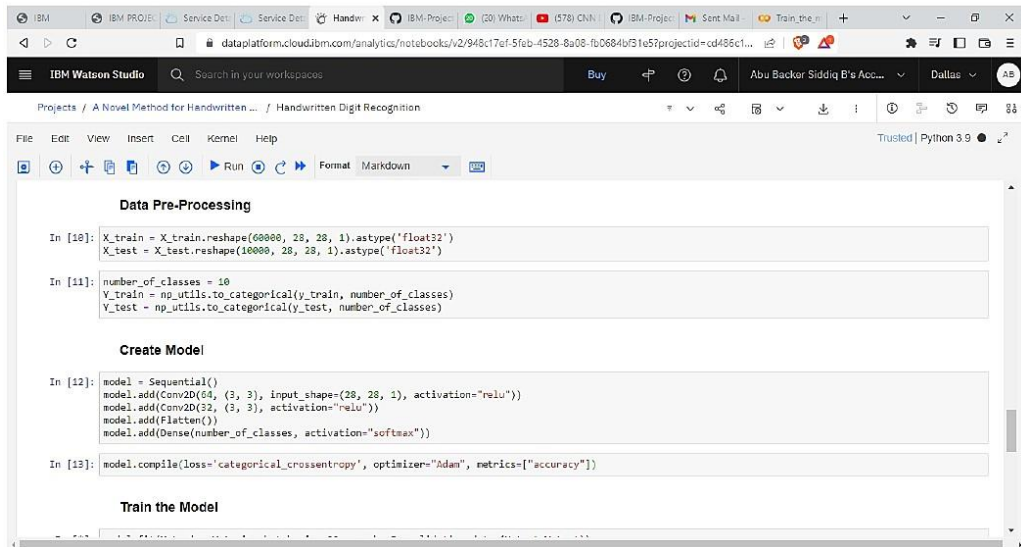 IBM
IBM PROJEC
Service Det
Service Det
Handwr
IBM-Project
(20) Whats
(578) CNN
IBM-Project
Sent Mail -
Train_the_m
dataplatform.cloud.ibm.com/analytics/notebooks/v2/948c17ef-5feb-4528-8a08-fb0684bf31e5?projectid=cd486c1...
IBM Watson Studio
Search in your workspaces
Buy
Abu Backer Siddiq B's Acc...
Dallas
AB
Projects / A Novel Method for Handwritten ... / Handwritten Digit Recognition
File Edit View Insert Cell Kernel Help
Trusted | Python 3.9
Run
Format Markdown
Data Pre-Processing
In [10]: X_train = X_train.reshape(60000, 28, 28, 1).astype('float32')
X_test = X_test.reshape(10000, 28, 28, 1).astype('float32')
In [11]: number_of_classes = 10
Y_train = np_utils.to_categorical(y_train, number_of_classes)
Y_test = np_utils.to_categorical(y_test, number_of_classes)
Create Model
In [12]: model = Sequential()
model.add(Conv2D(64, (3, 3), input_shape=(28, 28, 1), activation="relu"))
model.add(Conv2D(32, (3, 3), activation="relu"))
model.add(Flatten())
model.add(Dense(number_of_classes, activation="softmax"))
In [13]: model.compile(loss='categorical_crossentropy', optimizer="Adam", metrics=["accuracy"])
Train the Model